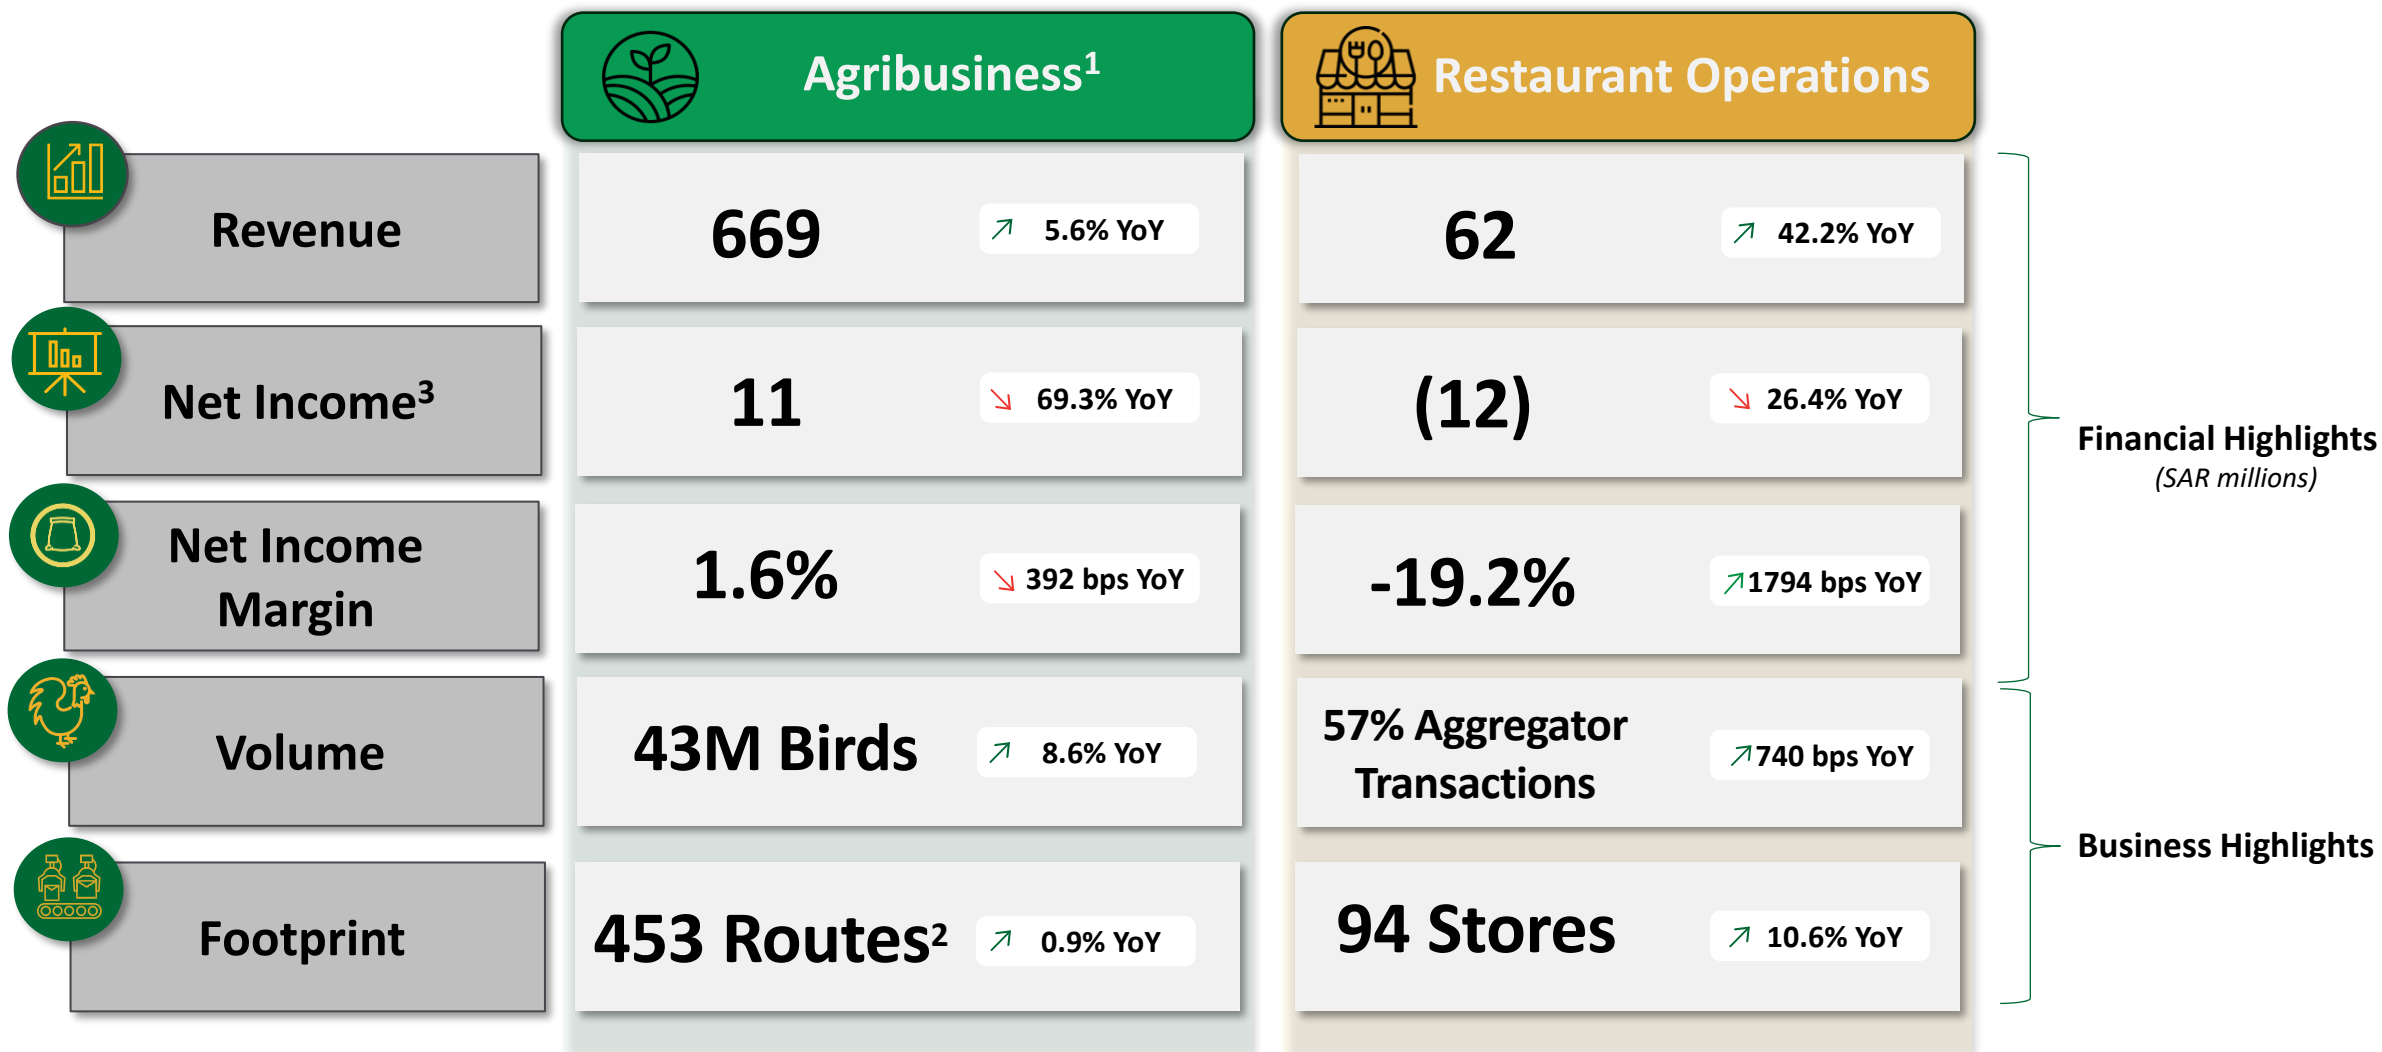 Agribusiness1
Restaurant Operations
Revenue
669
5.6% YoY
62
42.2% YoY
Net Income3
11
69.3% YoY
(12)
26.4% YoY
Financial Highlights
(SAR millions)
Net Income
Margin
1.6%
392 bps YoY
-19.2%
1794 bps YoY
Volume
43M Birds
8.6% YoY
57% Aggregator
Transactions
740 bps YoY
Business Highlights
Footprint
453 Routes2
0.9% YoY
94 Stores
10.6% YoY